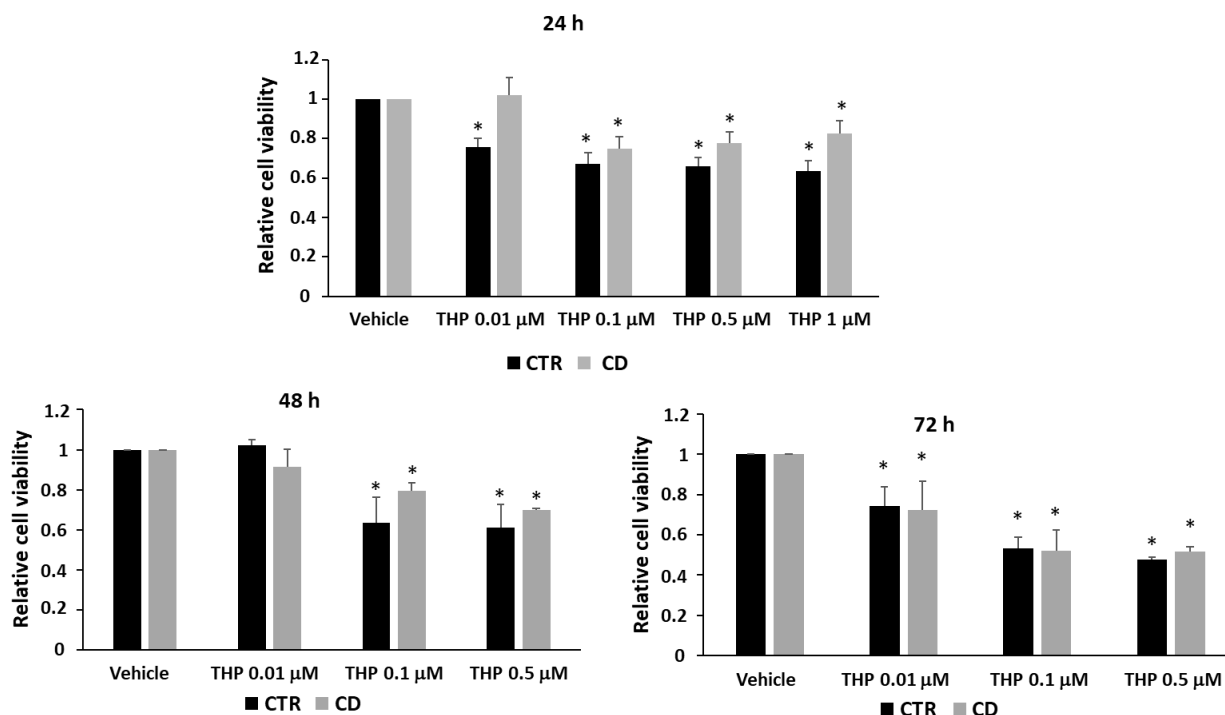 24 h
Relative cell viability
1.2
1
0.8
0.6
0.4
0.2
0
* * * * * * *
Vehicle THP 0.01 μM THP 0.1 μM THP 0.5 μM THP 1 μM
CTR CD
48 h
Relative cell viability
1.2
1
0.8
0.6
0.4
0.2
0
* * * *
Vehicle THP 0.01 μM THP 0.1 μM THP 0.5 μM
CTR CD
72 h
Relative cell viability
1.2
1
0.8
0.6
0.4
0.2
0
* * * * * *
Vehicle THP 0.01 μM THP 0.1 μM THP 0.5 μM
CTR CD